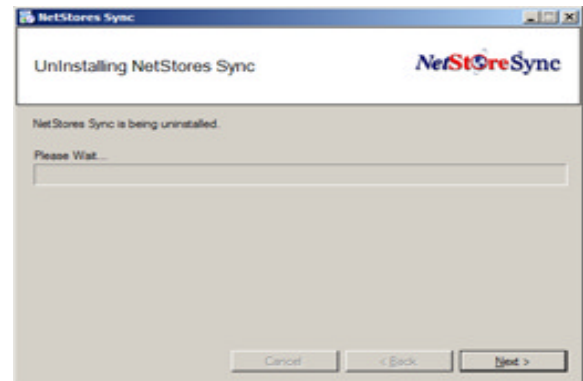 NetStores Sync
UnInstalling NetStores Sync
NetStoreSync
NetStores Sync is being uninstalled.
Please Wait...
Cancel
< Back
Next >